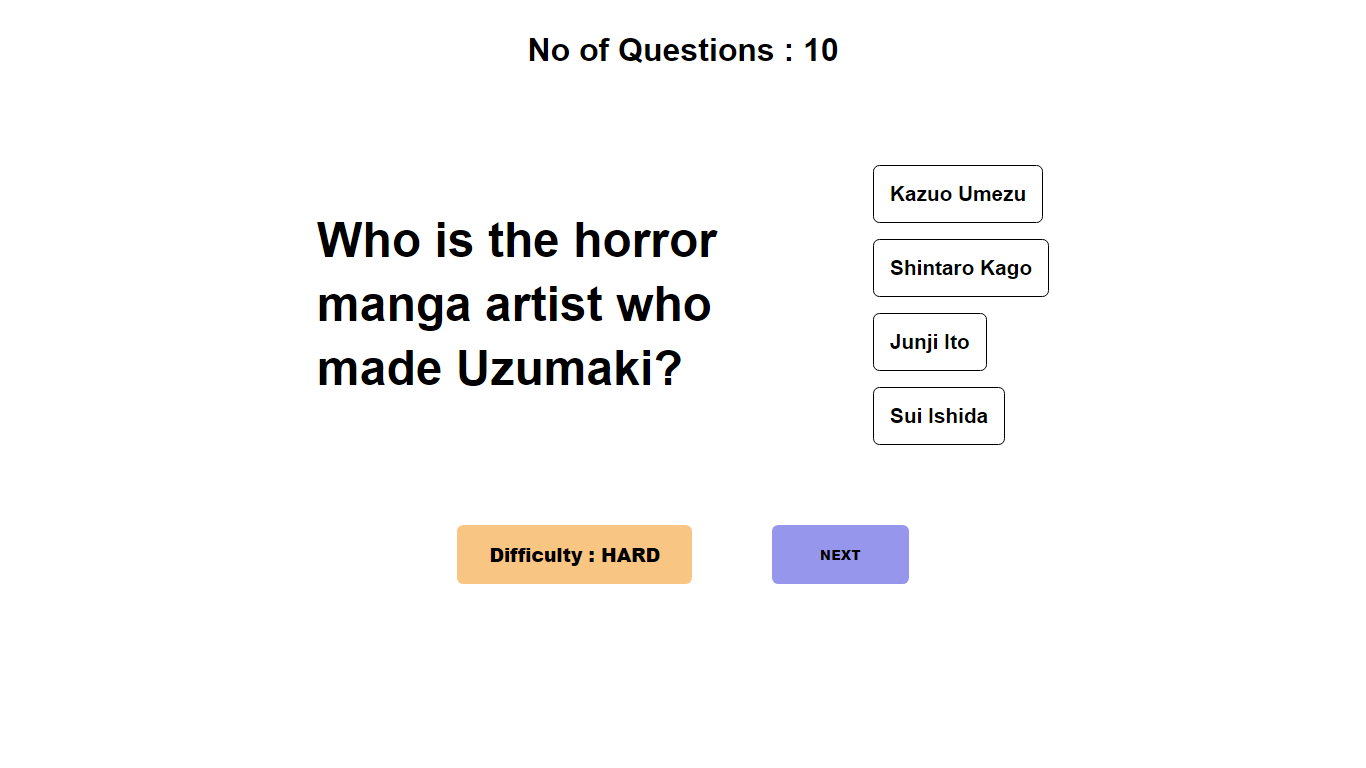 No of Questions : 10
Who is the horror
manga artist who
made Uzumaki?
Kazuo Umezu
Shintaro Kago
Junji Ito
Sui Ishida
Difficulty : HARD
NEXT